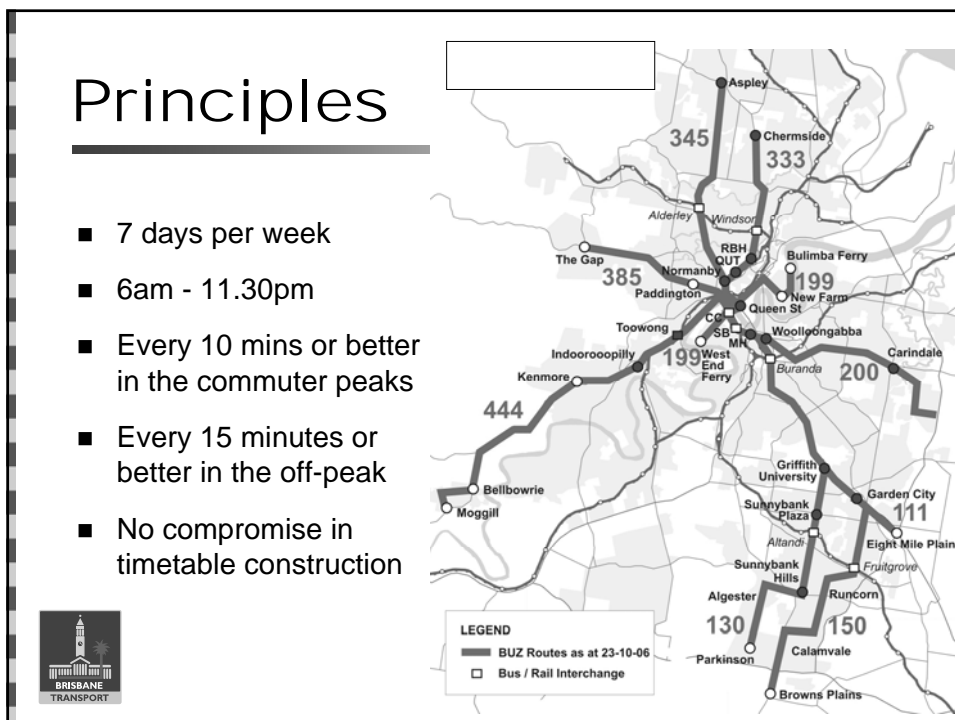 Principles
■ 7 days per week
■ 6am - 11.30pm
■ Every 10 mins or better
in the commuter peaks
■ Every 15 minutes or
better in the off-peak
■ No compromise in
timetable construction
BRISBANE
TRANSPORT
Aspley
345
Chermside
333
Alderley
Windsor
RBH
QUT
The Gap
385
Normanby
Bulimba Ferry
199
Paddington
New Farm
Queen St
Toowong
CC
SB
MH
Woolloongabba
Indoorooopilly
199
West
End
Ferry
Buranda
Carindale
200
Kenmore
444
Bellbowrie
Moggill
Griffith
University
Garden City
111
Sunnybank
Plaza
Altandi
Eight Mile Plain
Fruitgrove
Sunnybank
Hills
Algester
Runcorn
130
150
Calamvale
Parkinson
Browns Plains
LEGEND
BUZ Routes as at 23-10-06
Bus / Rail Interchange